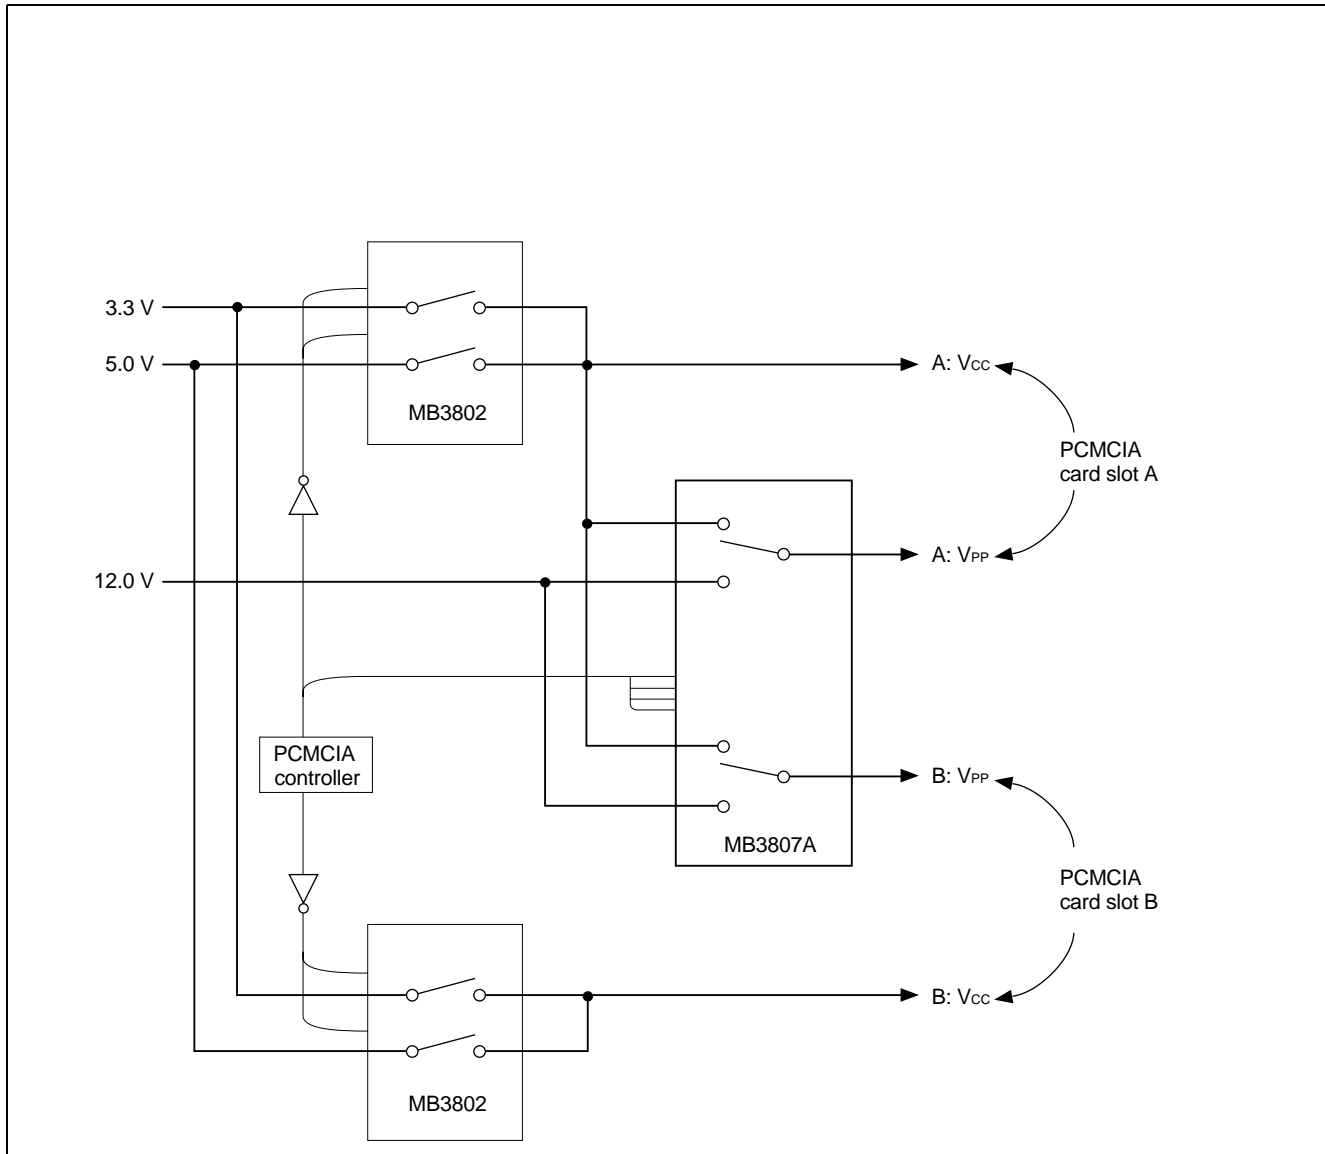 3.3 V
5.0 V
MB3802
A: VCC
PCMCIA
card slot A
A: VPP
12.0 V
PCMCIA
controller
B: VPP
MB3807A
PCMCIA
card slot B
B: VCC
MB3802